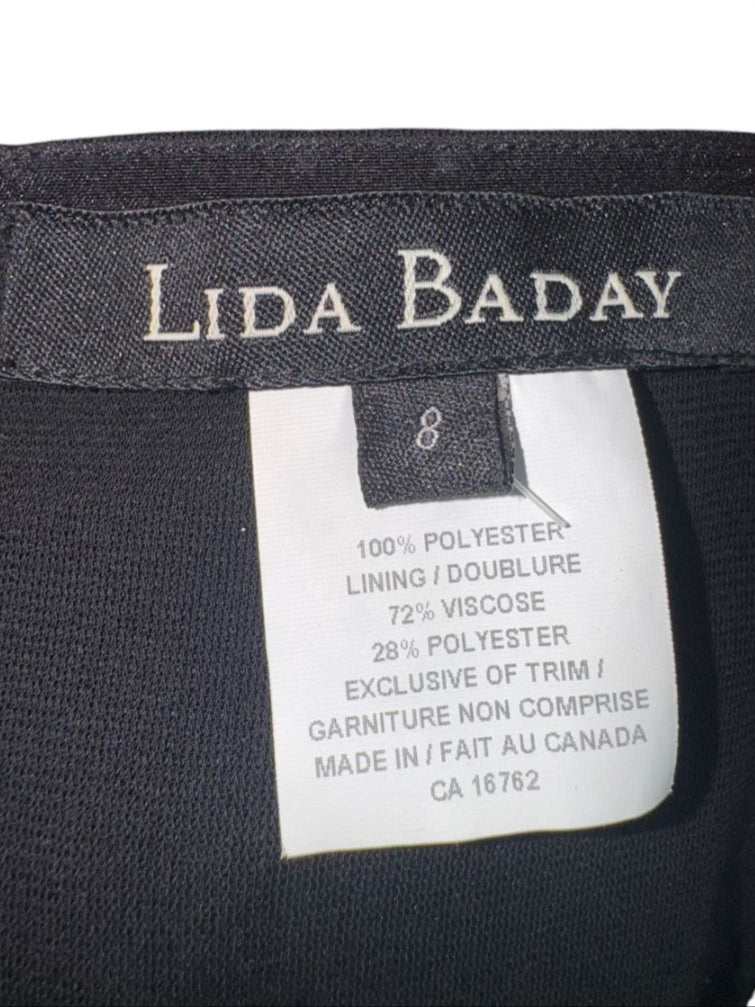 LIDA BADAY
8
100% POLYESTER
LINING / DOUBLURE
72% VISCOSE
28% POLYESTER
EXCLUSIVE OF TRIM /
GARNITURE NON COMPRISE
MADE IN / FAIT AU CANADA
CA 16762